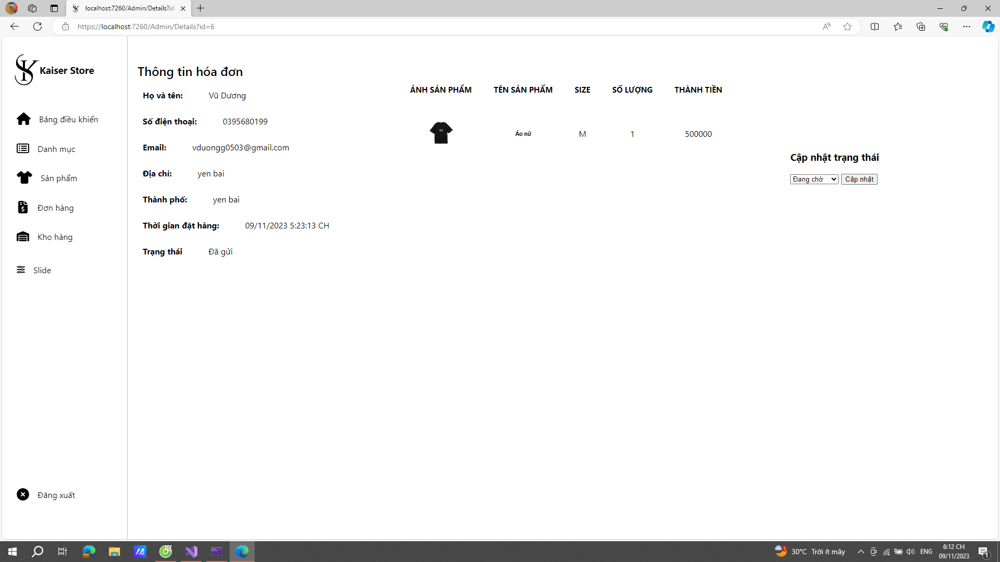 localhost:7260/Admin/Details?id=
https://localhost:7260/Admin/Details?id=6
Kaiser Store
Bảng điều khiển
Danh mục
Sản phẩm
Đơn hàng
Kho hàng
Slide
Đăng xuất
Thông tin hóa đơn
Họ và tên: Vũ Dương
Số điện thoại: 0395680199
Email: vduongg0503@gmail.com
Địa chỉ: yen bai
Thành phố: yen bai
Thời gian đặt hàng: 09/11/2023 5:23:13 CH
Trạng thái Đã gửi
ẢNH SẢN PHẨM TÊN SẢN PHẨM SIZE SỐ LƯỢNG THÀNH TIỀN
Áo nữ M 1 500000
Cập nhật trạng thái
Đang chờ Cập nhật
1 30°C Trời ít mây ENG 6:12 CH
09/11/2023 1